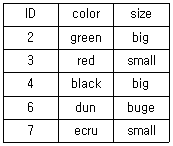 ID color size
2 green big
3 red small
4 black big
6 dun buge
7 ecru small